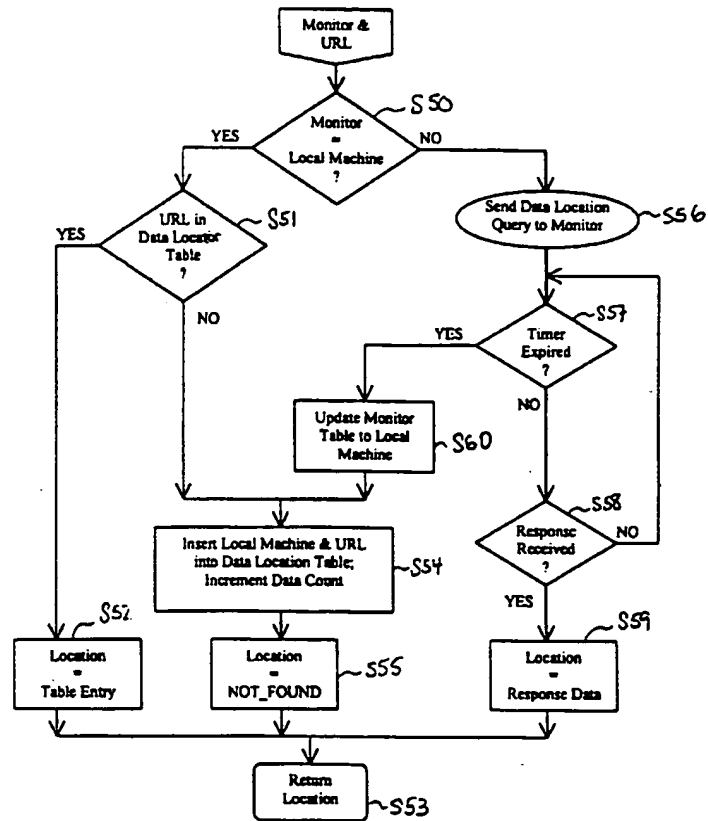 Monitor &
URL
S50
Monitor
=
Local Machine
?
YES
NO
S51
URL in
Data Locator
Table
?
YES
NO
Send Data Location
Query to Monitor
S56
S57
Timer
Expired
?
YES
NO
Update Monitor
Table to Local
Machine
S60
S58
Response
Received
?
NO
YES
Insert Local Machine & URL
into Data Location Table;
Increment Data Count
S54
S52
Location
=
Table Entry
Location
=
NOT_FOUND
S55
S59
Location
=
Response Data
Return
Location
S53